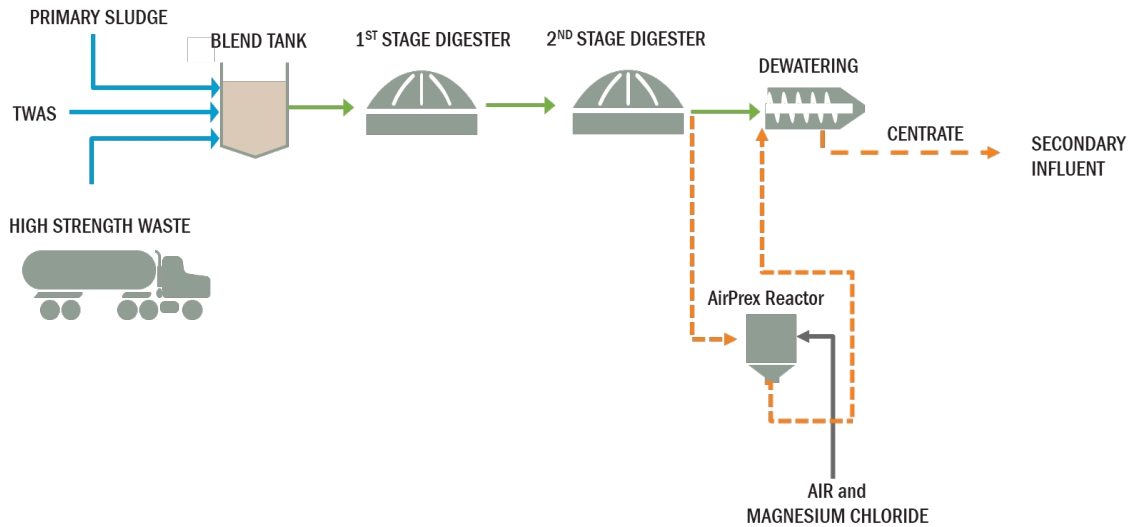 PRIMARY SLUDGE
BLEND TANK
1ST STAGE DIGESTER
2ND STAGE DIGESTER
DEWATERING
TWAS
CENTRATE
SECONDARY
INFLUENT
HIGH STRENGTH WASTE
AirPrex Reactor
AIR and
MAGNESIUM CHLORIDE